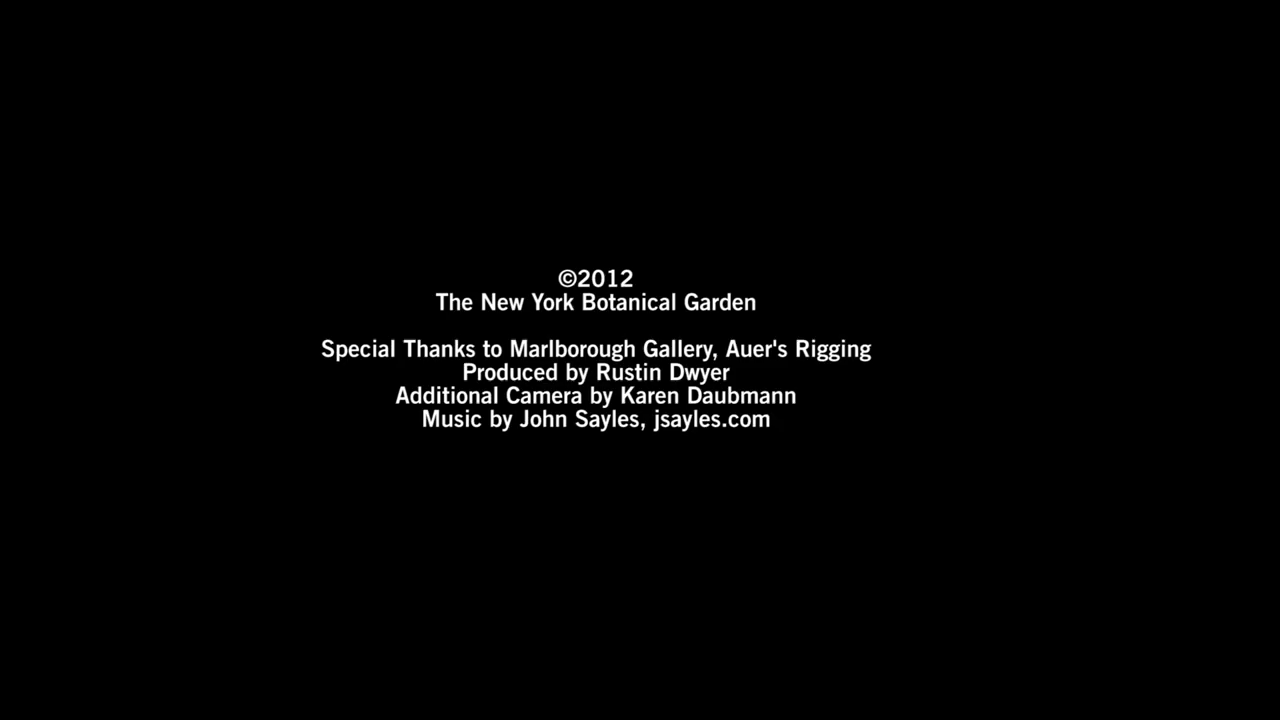 ©2012
The New York Botanical Garden
Special Thanks to Marlborough Gallery, Auer's Rigging
Produced by Rustin Dwyer
Additional Camera by Karen Daubmann
Music by John Sayles, jsayles.com